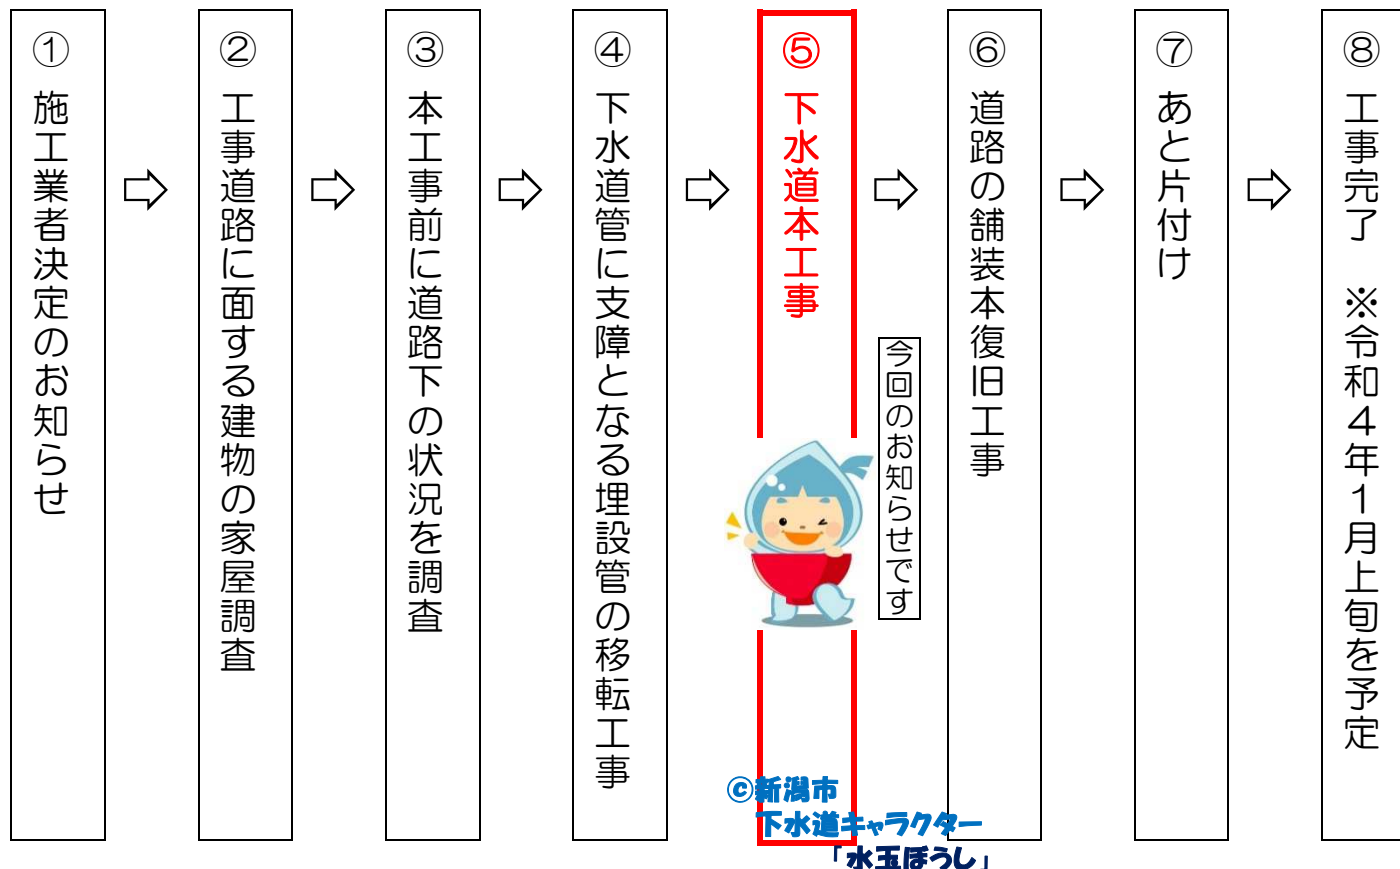 ① 施工業者決定のお知らせ
② 工事道路に面する建物の家屋調査
③ 本工事前に道路下の状況を調査
④ 下水道管に支障となる埋設管の移転工事
⑤ 下水道本工事
今回のお知らせです
⑥ 道路の舗装本復旧工事
⑦ あと片付け
⑧ 工事完了 ※令和４年１月上旬を予定
©新潟市
下水道キャラクター
「水玉ぼうし」